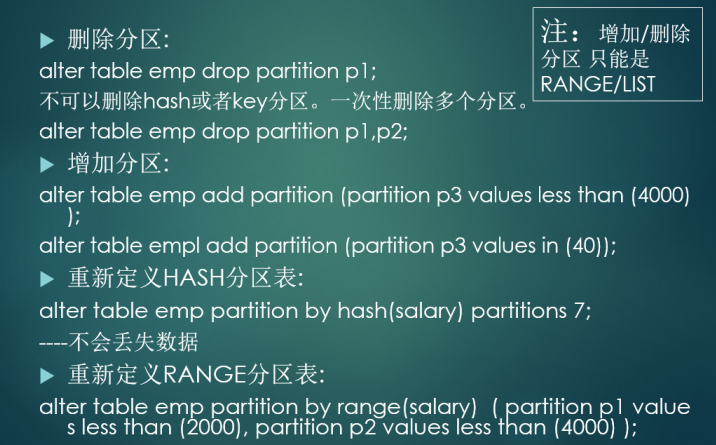 删除分区:
alter table emp drop partition p1;
不可以删除hash或者key分区。一次性删除多个分区。
alter table emp drop partition p1,p2;
增加分区:
alter table emp add partition (partition p3 values less than (4000)
);
alter table empl add partition (partition p3 values in (40));
重新定义HASH分区表:
alter table emp partition by hash(salary) partitions 7;
----不会丢失数据
重新定义RANGE分区表:
alter table emp partition by range(salary) ( partition p1 value
s less than (2000), partition p2 values less than (4000) );
注：增加/删除
分区 只能是
RANGE/LIST